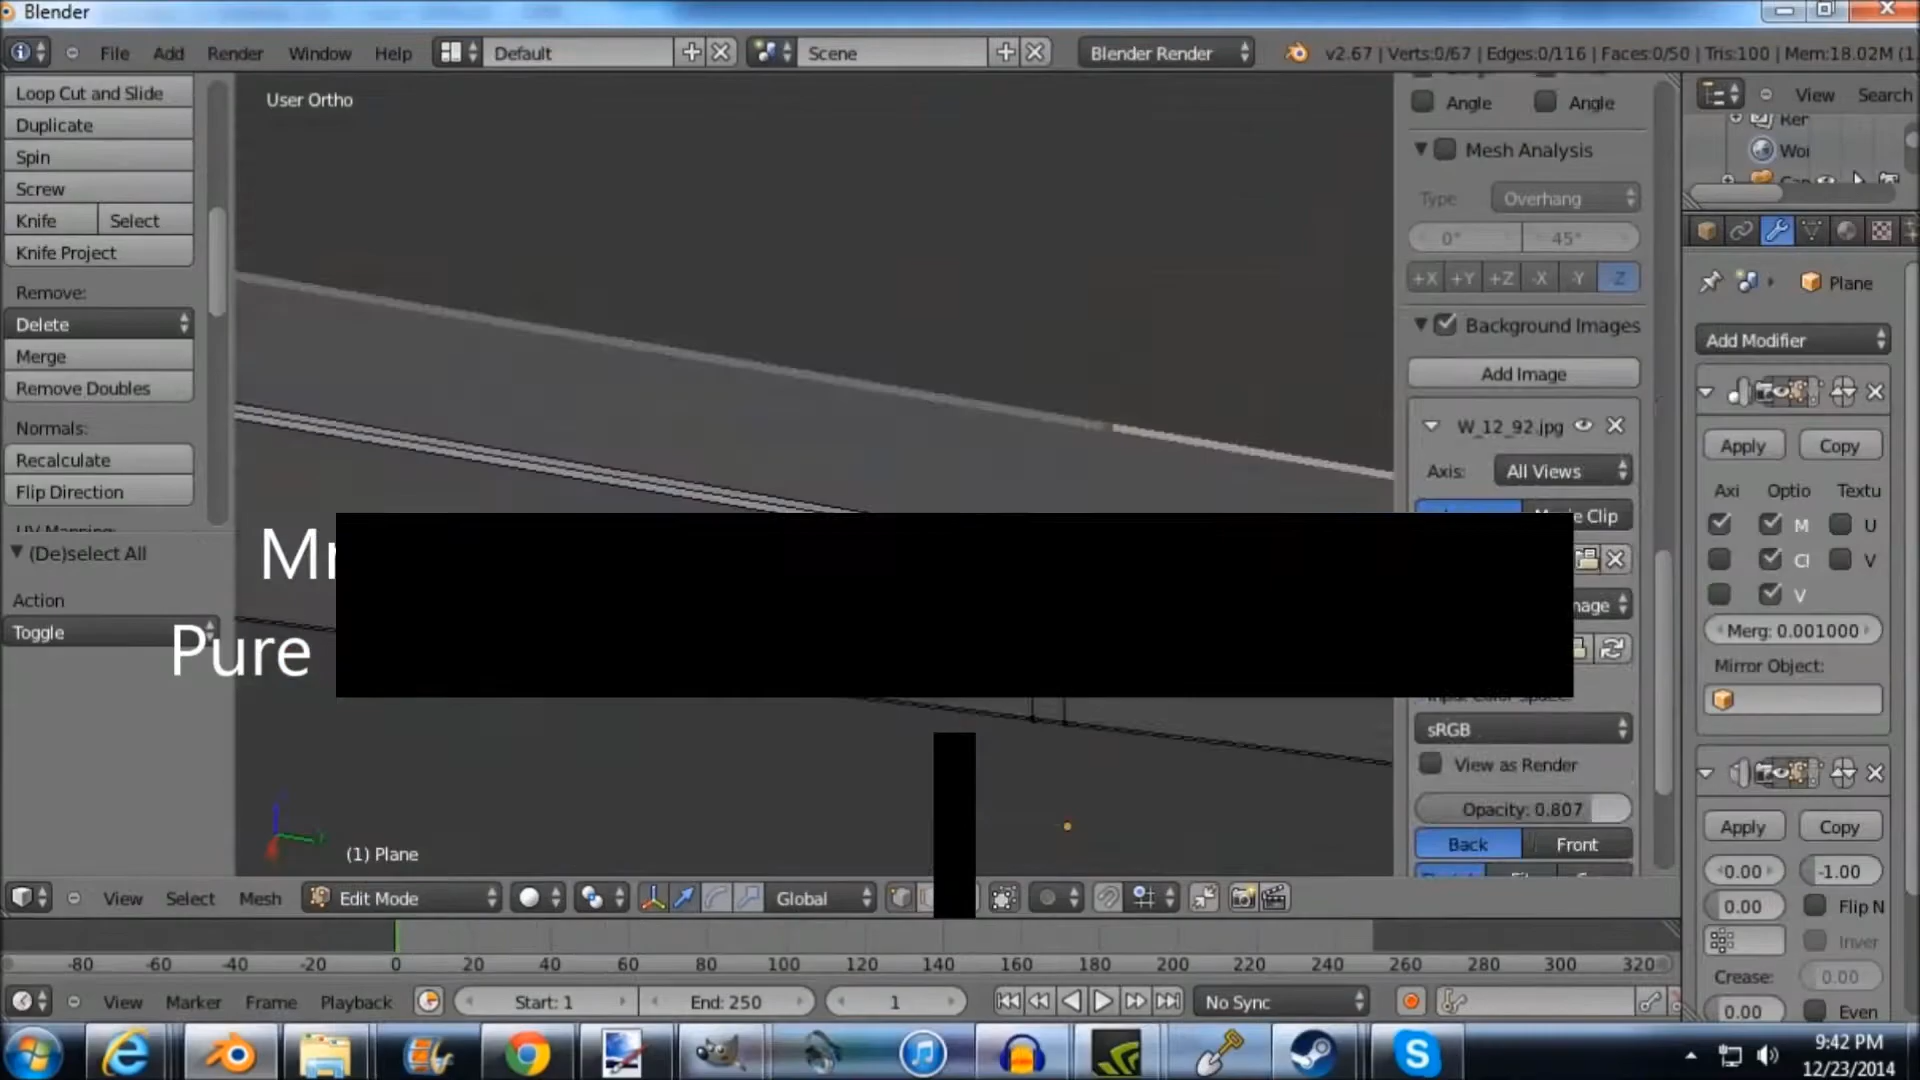 Blender
File Add Render Window Help Default Scene Blender Render v2.67 | Verts:0/67 | Edges:0/116 | Faces:0/50 | Tris:100 | Mem:18.02M (1
Loop Cut and Slide
Duplicate
Spin
Screw
Knife Select
Knife Project
Remove:
Delete
Merge
Remove Doubles
Normals:
Recalculate
Flip Direction
UV Mapping:
(De)select All
Action
Toggle
User Ortho
Mr
Pure
(1) Plane
Angle Angle
Mesh Analysis
Type Overhang
0° 45°
+X +Y +Z -X -Y -Z
Background Images
Add Image
W_12_92.jpg
Axis: All Views
Clip
sRGB
View as Render
Opacity: 0.807
Back Front
View Search
Rer
Wor
Plane
Add Modifier
Apply Copy
Axi Optio Textu
M U
Cl V
V
Merg: 0.001000
Mirror Object:
Apply Copy
0.00 -1.00
0.00 Flip N
Inver
Crease: 0.00
0.00 Even
View Select Mesh Edit Mode Global
-80 -60 -40 -20 0 20 40 60 80 100 120 140 160 180 200 220 240 260 280 300 320
View Marker Frame Playback Start: 1 End: 250 1 No Sync
9:42 PM
12/23/2014